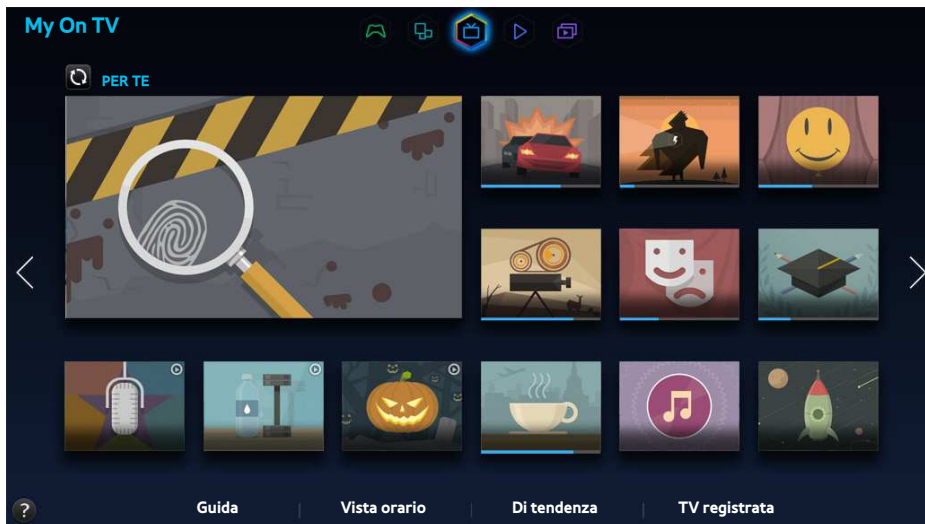 My On TV
PER TE
?
Guida
Vista orario
Di tendenza
TV registrata